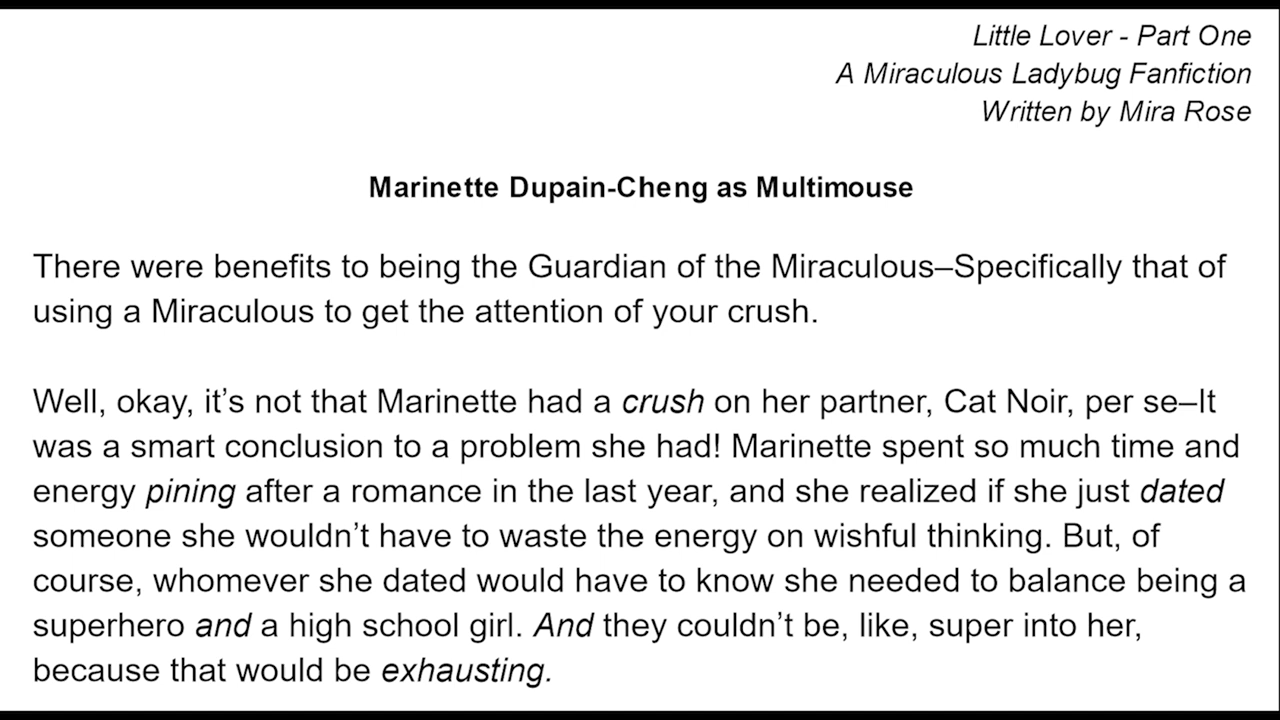 Little Lover - Part One
A Miraculous Ladybug Fanfiction
Written by Mira Rose
Marinette Dupain-Cheng as Multimouse
There were benefits to being the Guardian of the Miraculous–Specifically that of
using a Miraculous to get the attention of your crush.
Well, okay, it’s not that Marinette had a crush on her partner, Cat Noir, per se–It
was a smart conclusion to a problem she had! Marinette spent so much time and
energy pining after a romance in the last year, and she realized if she just dated
someone she wouldn’t have to waste the energy on wishful thinking. But, of
course, whomever she dated would have to know she needed to balance being a
superhero and a high school girl. And they couldn’t be, like, super into her,
because that would be exhausting.